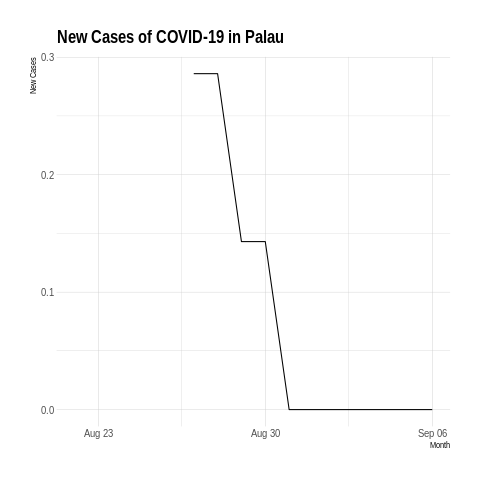 New Cases of COVID-19 in Palau
New Cases
0.3
0.2
0.1
0.0
Aug 23 Aug 30 Sep 06
Month